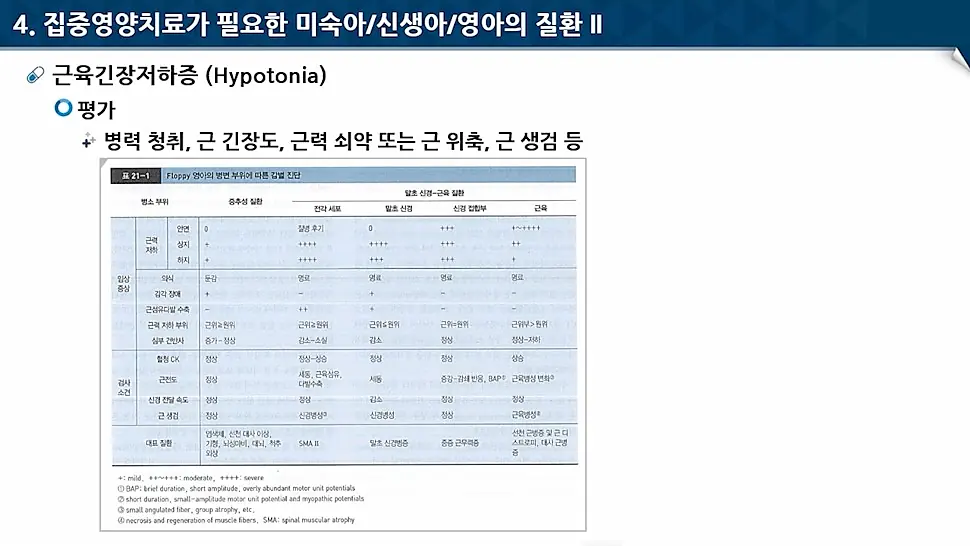 4. 집중영양치료가 필요한 미숙아/신생아/영아의 질환 II
근육긴장저하증 (Hypotonia)
평가
병력 청취, 근 긴장도, 근력 쇠약 또는 근 위축, 근 생검 등
표 21-1 Floppy 영아의 병변 부위에 따른 감별 진단
병소 부위 중추성 질환 말초 신경-근육 질환
전각 세포 말초 신경 신경 접합부 근육
임상 증상 근력 저하 안면 0 질병 후기 0 +++ +~++++
상지 + ++++ ++++ +++ ++
하지 + ++++ +++ +++ +
의식 둔감 명료 명료 명료 명료
감각 장애 + - + - -
근섬유다발 수축 - ++ + - -
근력 저하 부위 근위≥원위 근위≥원위 근위≤원위 근위=원위 근위부>원위
심부 건반사 증가-정상 감소-소실 감소 정상 정상-저하
검사 소견 혈청 CK 정상 정상-상승 정상 정상 상승
근전도 정상 세동, 근육섬유, 다발수축 세동 증감-감쇄 반응, BAP① 근육병성 변화②
신경 전달 속도 정상 정상 감소 정상 정상
근 생검 정상 신경병성③ 신경병성 정상 근육병성④
대표 질환 염색체, 선천 대사 이상, 기형, 뇌성마비, 대뇌, 척추 외상 SMA II 말초 신경병증 중증 근무력증 선천 근병증 및 근 디스트로피, 대사 근병증
+: mild, ++~+++: moderate, ++++: severe
① BAP: brief duration, short amplitude, overly abundant motor unit potentials
② short duration, small-amplitude motor unit potential and myopathic potentials
③ small angulated fiber, group atrophy, etc,
④ necrosis and regeneration of muscle fibers, SMA: spinal muscular atrophy